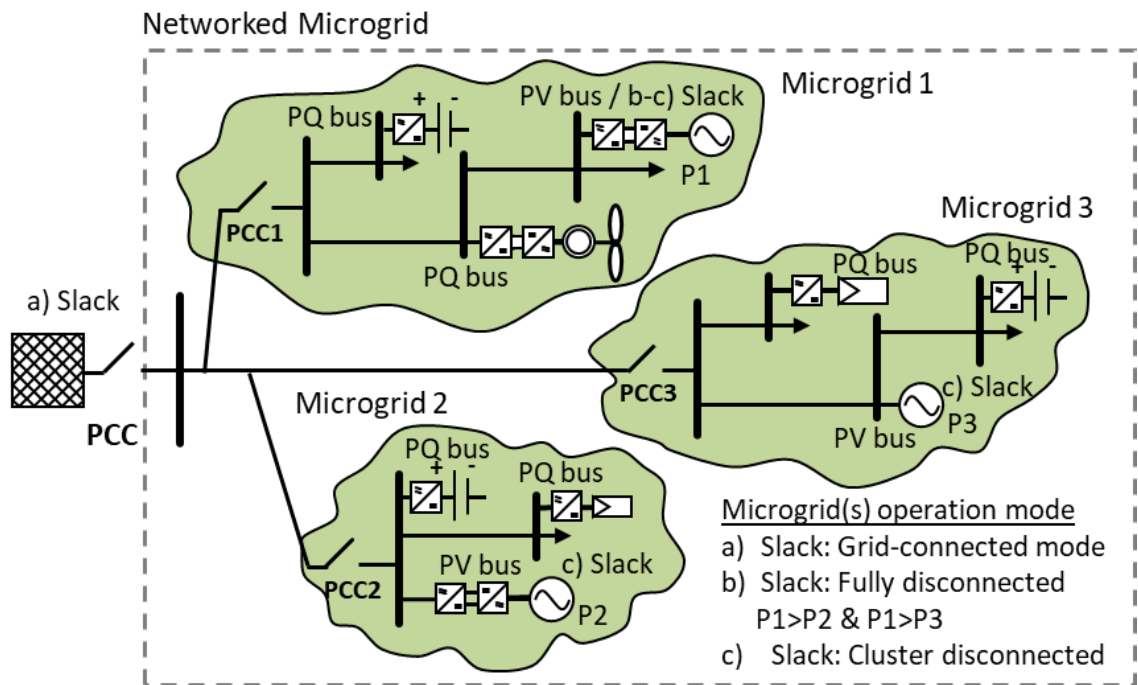 Networked Microgrid
Microgrid 1
PV bus / b-c) Slack
PQ bus
+ -
P1
PCC1
PQ bus
Microgrid 3
PQ bus
PQ bus
+ -
a) Slack
PCC3
c) Slack
P3
PV bus
PCC
Microgrid 2
PQ bus
+ -
PQ bus
PV bus
c) Slack
PCC2
P2
Microgrid(s) operation mode
a) Slack: Grid-connected mode
b) Slack: Fully disconnected
P1>P2 & P1>P3
c) Slack: Cluster disconnected